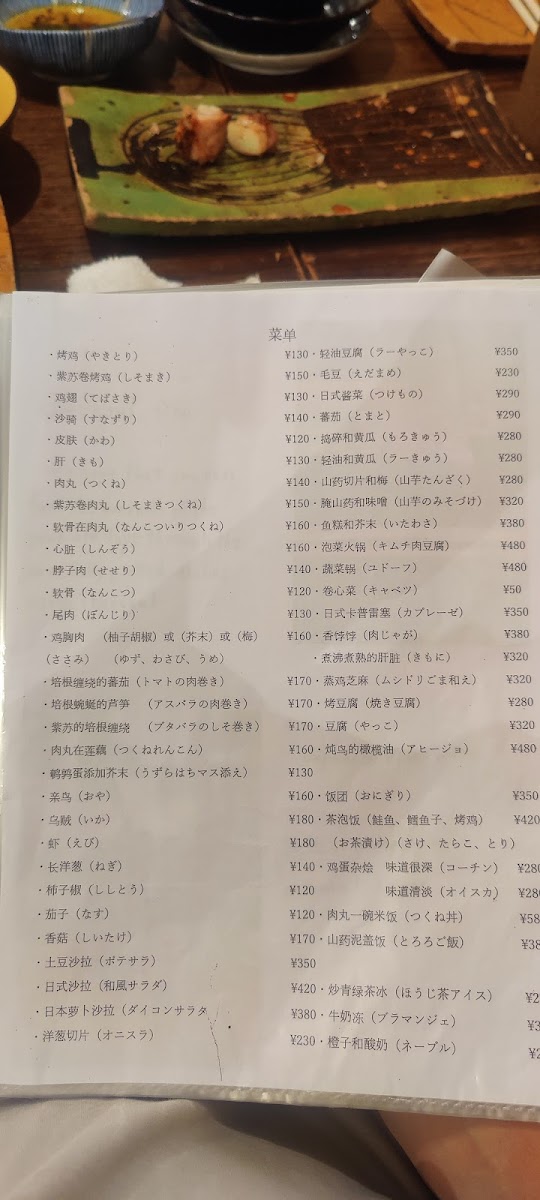 菜单
・烤鸡（やきとり） ¥130・轻油豆腐（ラーやっこ） ¥350
・紫苏卷烤鸡（しそまき） ¥150・毛豆（えだまめ） ¥230
・鸡翅（てばさき） ¥130・日式酱菜（つけもの） ¥290
・沙骑（すなずり） ¥140・蕃茄（とまと） ¥290
・皮肤（かわ） ¥120・捣碎和黄瓜（もろきゅう） ¥280
・肝（きも） ¥130・轻油和黄瓜（ラーきゅう） ¥280
・肉丸（つくね） ¥140・山药切片和梅（山芋たんざく） ¥280
・紫苏卷肉丸（しそまきつくね） ¥150・腌山药和味噌（山芋のみそづけ） ¥320
・软骨在肉丸（なんこついりつくね） ¥160・鱼糕和芥末（いたわさ） ¥380
・心脏（しんぞう） ¥160・泡菜火锅（キムチ肉豆腐） ¥480
・脖子肉（せせり） ¥140・蔬菜锅（ユドーフ） ¥480
・软骨（なんこつ） ¥120・卷心菜（キャベツ） ¥50
・尾肉（ぼんじり） ¥130・日式卡普雷塞（カプレーゼ） ¥350
・鸡胸肉 （柚子胡椒）或（芥末）或（梅） ¥160・香饽饽（肉じゃが） ¥380
（ささみ） （ゆず、わさび、うめ） ・煮沸煮熟的肝脏（きもに） ¥320
・培根缠绕的蕃茄（トマトの肉巻き） ¥170・蒸鸡芝麻（ムシドリごま和え） ¥320
・培根蜿蜒的芦笋 （アスパラの肉巻き） ¥170・烤豆腐（焼き豆腐） ¥280
・紫苏的培根缠绕 （ブタバラのしそ巻き） ¥170・豆腐（やっこ） ¥320
・肉丸在莲藕（つくねれんこん） ¥160・炖鸟的橄榄油（アヒージョ） ¥480
・鹌鹑蛋添加芥末（うずらはちマス添え） ¥130
・亲鸟（おや） ¥160・饭团（おにぎり） ¥350
・乌贼（いか） ¥180・茶泡饭（鲑鱼、鳕鱼子、烤鸡） ¥420
・虾（えび） ¥180 （お茶漬け）（さけ、たらこ、とり）
・长洋葱（ねぎ） ¥140・鸡蛋杂烩 味道很深（コーチン） ¥280
・柿子椒（ししとう） ¥120 味道清淡（オイスカ） ¥280
・茄子（なす） ¥120・肉丸一碗米饭（つくね丼）
・香菇（しいたけ） ¥170・山药泥盖饭（とろろご飯）
・土豆沙拉（ポテサラ） ¥350
・日式沙拉（和風サラダ） ¥420・炒青绿茶冰（ほうじ茶アイス）
・日本萝卜沙拉（ダイコンサラタ ¥380・牛奶冻（ブラマンジェ）
・洋葱切片（オニスラ） ¥230・橙子和酸奶（ネーブル）